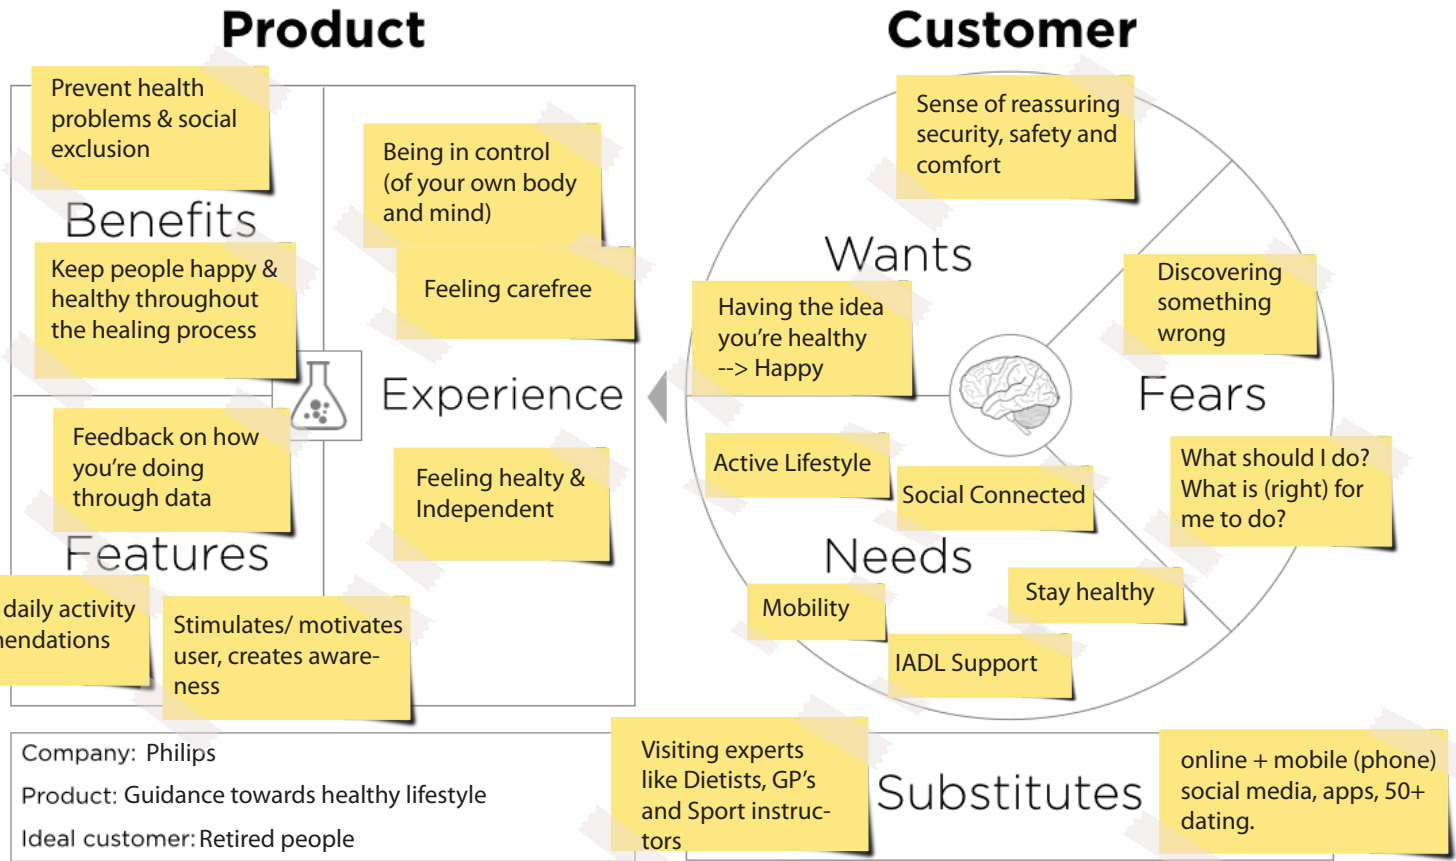 Product
Prevent health
problems & social
exclusion
Benefits
Keep people happy &
healthy throughout
the healing process
Being in control
(of your own body
and mind)
Feeling carefree
Experience
Feeling healty &
Independent
Feedback on how
you're doing
through data
Features
daily activity
Stimulates/ motivates
user, creates aware-
ness
Customer
Sense of reassuring
security, safety and
comfort
Wants
Having the idea
you're healthy
--> Happy
Discovering
something
wrong
Fears
What should I do?
What is (right) for
me to do?
Active Lifestyle
Social Connected
Needs
Stay healthy
Mobility
IADL Support
Company: Philips
Product: Guidance towards healthy lifestyle
Ideal customer: Retired people
Visiting experts
like Dietists, GP's
and Sport instruc-
tors
Substitutes
online + mobile (phone)
social media, apps, 50+
dating.